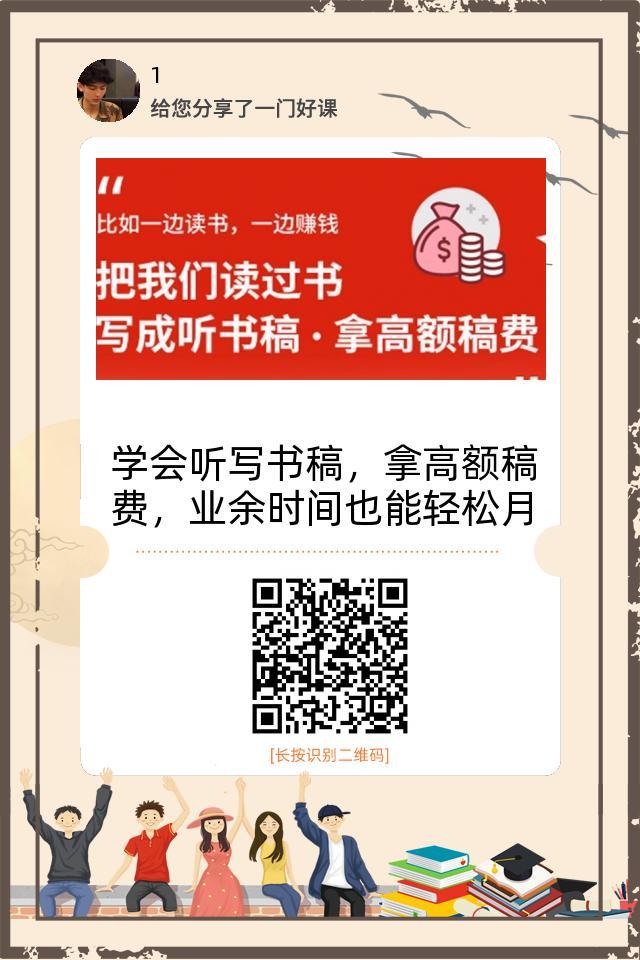 1
给您分享了一门好课
“
比如一边读书，一边赚钱
把我们读过书
写成听书稿·拿高额稿费
”
学会听写书稿，拿高额稿
费，业余时间也能轻松月
[长按识别二维码]